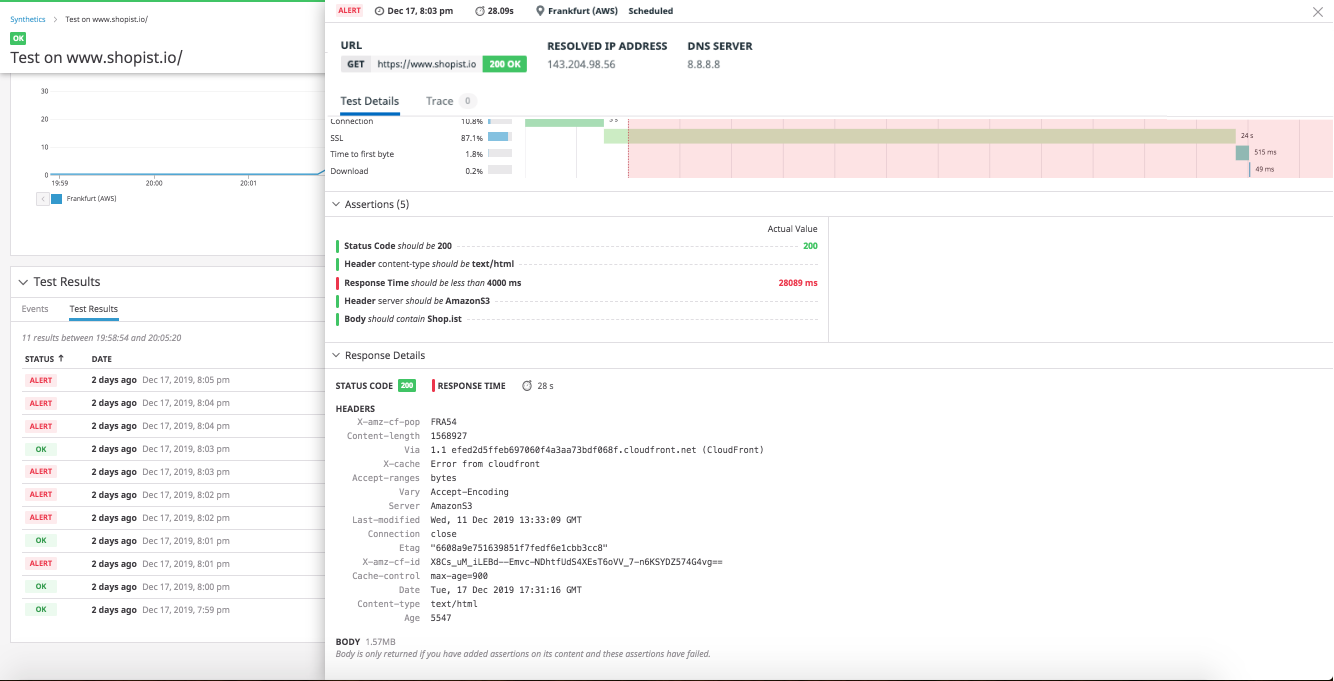 Synthetics > Test on www.shopist.io/
OK
Test on www.shopist.io/
30
20
10
0
19:59 20:00 20:01
Frankfurt (AWS)
Test Results
Events Test Results
11 results between 19:58:54 and 20:05:20
STATUS ↑ DATE
ALERT 2 days ago Dec 17, 2019, 8:05 pm
ALERT 2 days ago Dec 17, 2019, 8:04 pm
ALERT 2 days ago Dec 17, 2019, 8:04 pm
OK 2 days ago Dec 17, 2019, 8:03 pm
ALERT 2 days ago Dec 17, 2019, 8:03 pm
ALERT 2 days ago Dec 17, 2019, 8:02 pm
ALERT 2 days ago Dec 17, 2019, 8:02 pm
OK 2 days ago Dec 17, 2019, 8:01 pm
ALERT 2 days ago Dec 17, 2019, 8:01 pm
OK 2 days ago Dec 17, 2019, 8:00 pm
OK 2 days ago Dec 17, 2019, 7:59 pm
ALERT Dec 17, 8:03 pm 28.09s Frankfurt (AWS) Scheduled
URL RESOLVED IP ADDRESS DNS SERVER
GET https://www.shopist.io 200 OK 143.204.98.56 8.8.8.8
Test Details Trace 0
Connection 10.8% 3 s
SSL 87.1% 24 s
Time to first byte 1.8% 515 ms
Download 0.2% 49 ms
Assertions (5)
Actual Value
Status Code should be 200 200
Header content-type should be text/html
Response Time should be less than 4000 ms 28089 ms
Header server should be AmazonS3
Body should contain Shop.ist
Response Details
STATUS CODE 200 RESPONSE TIME 28 s
HEADERS
X-amz-cf-pop FRA54
Content-length 1568927
Via 1.1 efed2d5ffeb697060f4a3aa73bdf068f.cloudfront.net (CloudFront)
X-cache Error from cloudfront
Accept-ranges bytes
Vary Accept-Encoding
Server AmazonS3
Last-modified Wed, 11 Dec 2019 13:33:09 GMT
Connection close
Etag "6608a9e751639851f7fedf6e1cbb3cc8"
X-amz-cf-id X8Cs_uM_iLEBd--Emvc-NDhtfUdS4XEsT6oVV_7-n6KSYDZ574G4vg==
Cache-control max-age=900
Date Tue, 17 Dec 2019 17:31:16 GMT
Content-type text/html
Age 5547
BODY 1.57MB
Body is only returned if you have added assertions on its content and these assertions have failed.